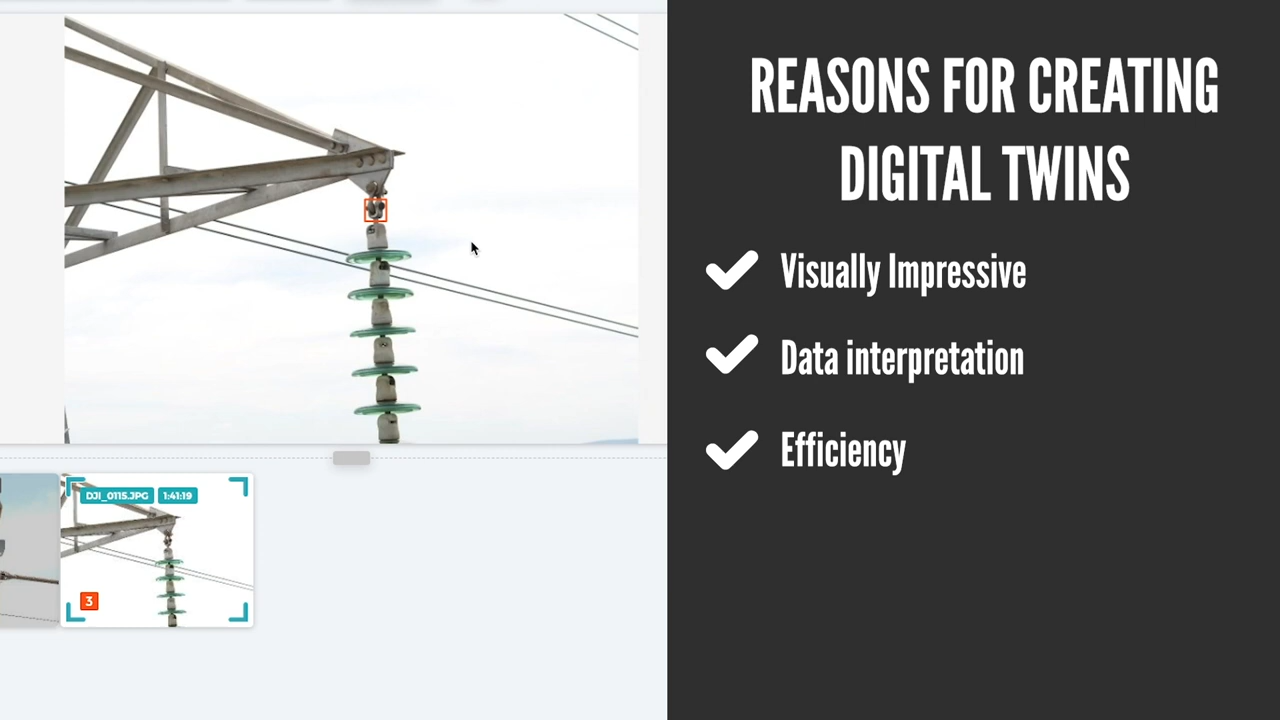 REASONS FOR CREATING
DIGITAL TWINS
Visually Impressive
Data interpretation
Efficiency
DJI_0115.JPG 1:41:19
3